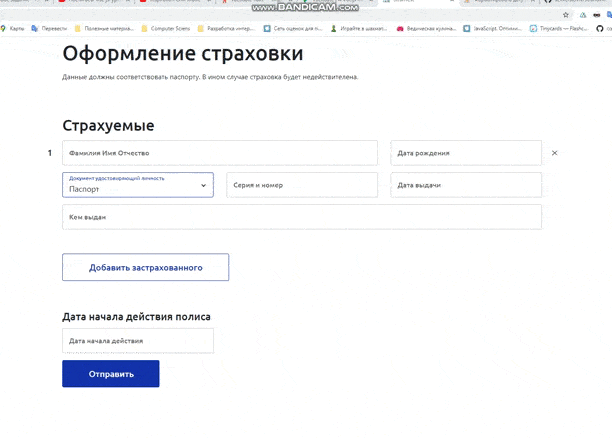 www.BANDICAM.com
Карты
Перевести
Полезные материа...
Computer Sciens
Разработка интер...
Сеть оценок для п...
Играйте в шахмат...
Ведическая кулина...
JavaScript. Оптими...
Tinycards — Flashc...
Оформление страховки
Данные должны соответствовать паспорту. В ином случае страховка будет недействителена.
Страхуемые
1
Фамилия Имя Отчество
Дата рождения
Документ удостоверяющий личность
Паспорт
Серия и номер
Дата выдачи
Кем выдан
Добавить застрахованного
Дата начала действия полиса
Дата начала действия
Отправить